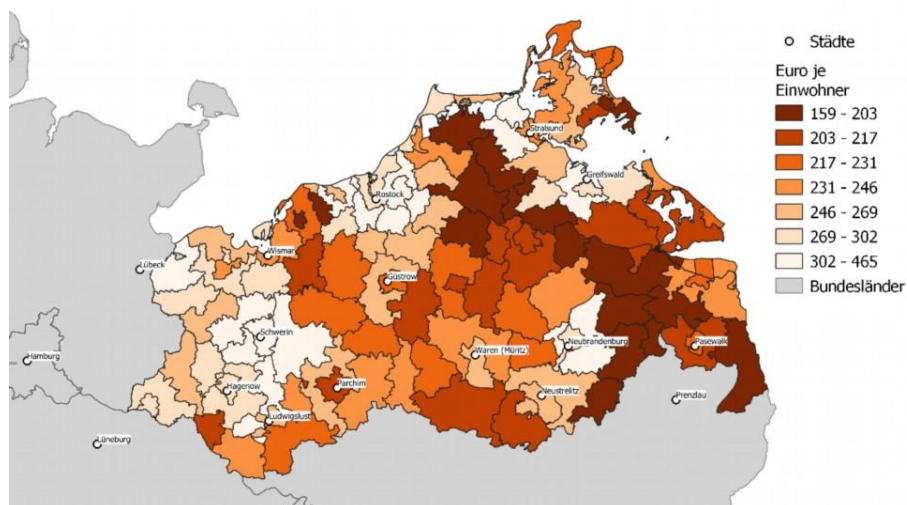 Städte
Euro je
Einwohner
159 - 203
203 - 217
217 - 231
231 - 246
246 - 269
269 - 302
302 - 465
Bundesländer
Stralsund
Greifswald
Rostock
Wismar
Lübeck
Güstrow
Schwerin
Hamburg
Waren (Müritz)
Neubrandenburg
Pasewalk
Hagenow
Parchim
Neustrelitz
Prenzlau
Ludwigslust
Lüneburg